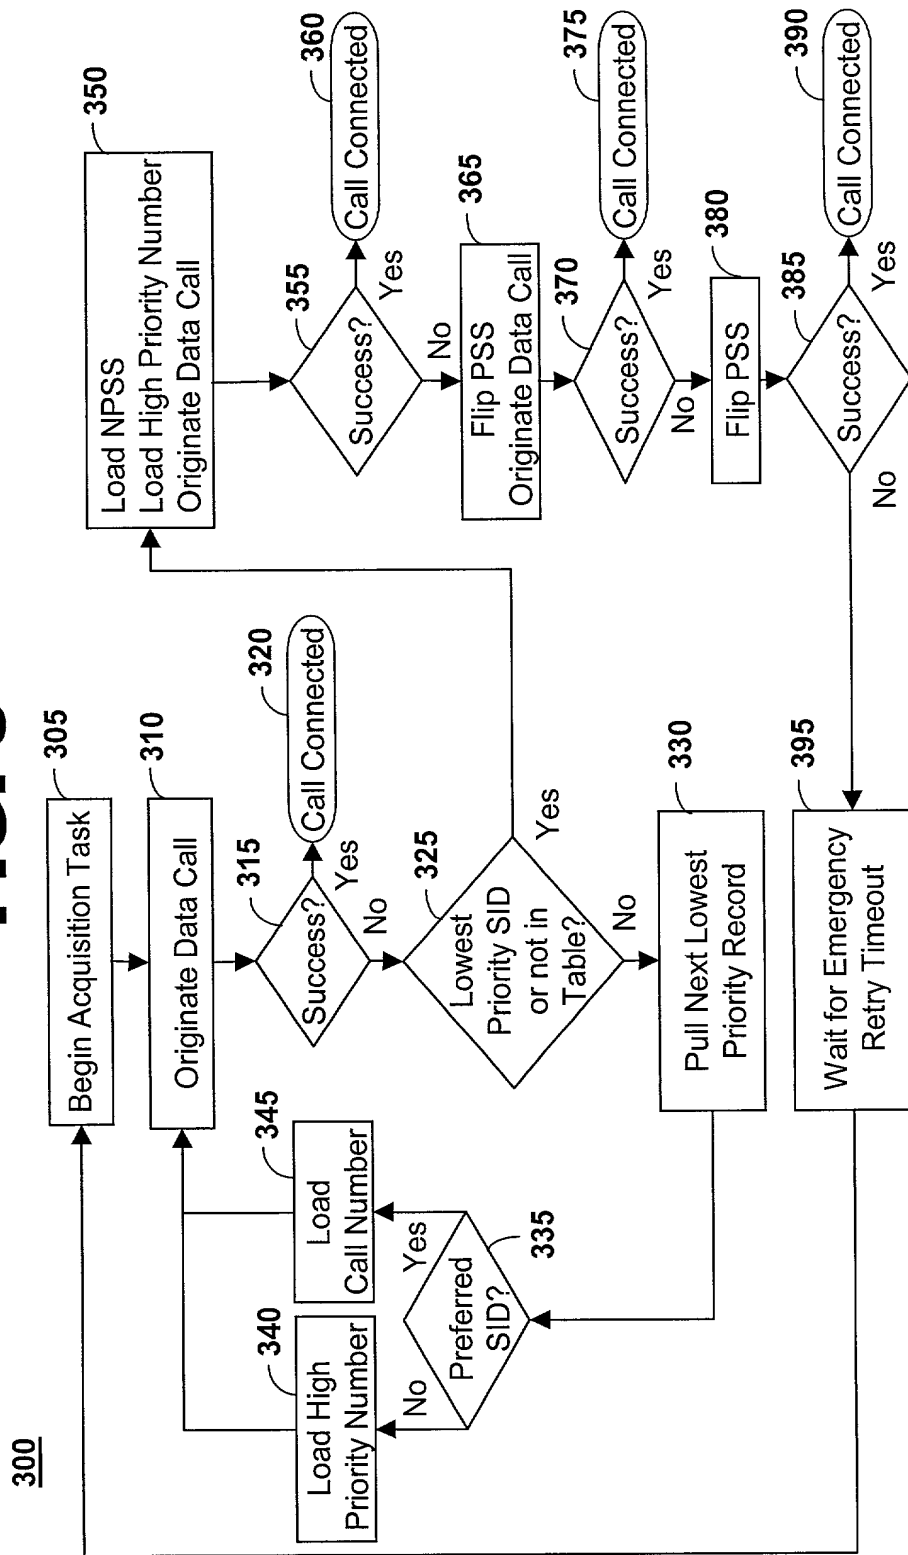 300
305
Begin Acquisition Task
310
Originate Data Call
315
Success?
Yes
No
320
Call Connected
325
Lowest
Priority SID
or not in
Table?
Yes
No
330
Pull Next Lowest
Priority Record
335
Preferred
SID?
No
Yes
340
Load High
Priority Number
345
Load
Call Number
350
Load NPSS
Load High Priority Number
Originate Data Call
355
Success?
Yes
No
360
Call Connected
365
Flip PSS
Originate Data Call
370
Success?
Yes
No
375
Call Connected
380
Flip PSS
385
Success?
Yes
No
390
Call Connected
395
Wait for Emergency
Retry Timeout